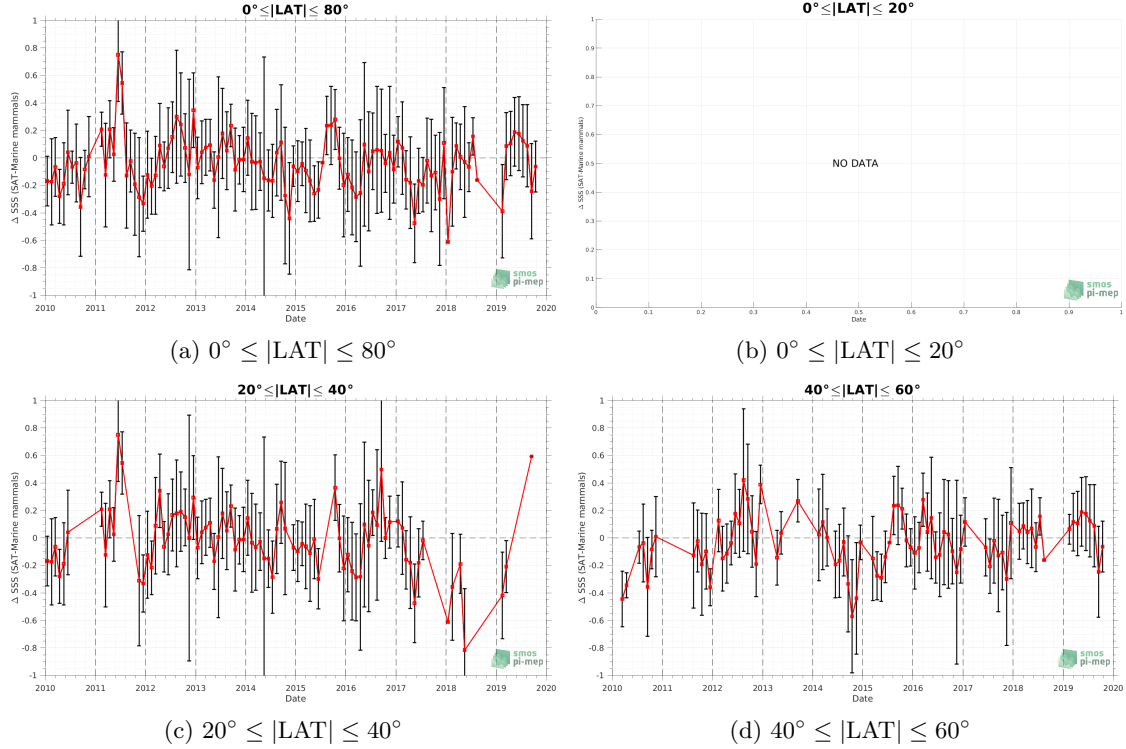 0°≤|LAT|≤ 80°
Δ SSS (SAT-Marine mammals)
1
0.8
0.6
0.4
0.2
0
-0.2
-0.4
-0.6
-0.8
-1
2010 2011 2012 2013 2014 2015 2016 2017 2018 2019 2020
Date
smos
pi-mep
(a) 0° ≤ |LAT| ≤ 80°
0°≤|LAT|≤ 20°
Δ SSS (SAT-Marine mammals)
1
0.9
0.8
0.7
0.6
0.5
0.4
0.3
0.2
0.1
0
NO DATA
0 0.1 0.2 0.3 0.4 0.5 0.6 0.7 0.8 0.9 1
Date
smos
pi-mep
(b) 0° ≤ |LAT| ≤ 20°
20°≤|LAT|≤ 40°
Δ SSS (SAT-Marine mammals)
1
0.8
0.6
0.4
0.2
0
-0.2
-0.4
-0.6
-0.8
-1
2010 2011 2012 2013 2014 2015 2016 2017 2018 2019 2020
Date
smos
pi-mep
(c) 20° ≤ |LAT| ≤ 40°
40°≤|LAT|≤ 60°
Δ SSS (SAT-Marine mammals)
1
0.8
0.6
0.4
0.2
0
-0.2
-0.4
-0.6
-0.8
-1
2010 2011 2012 2013 2014 2015 2016 2017 2018 2019 2020
Date
smos
pi-mep
(d) 40° ≤ |LAT| ≤ 60°